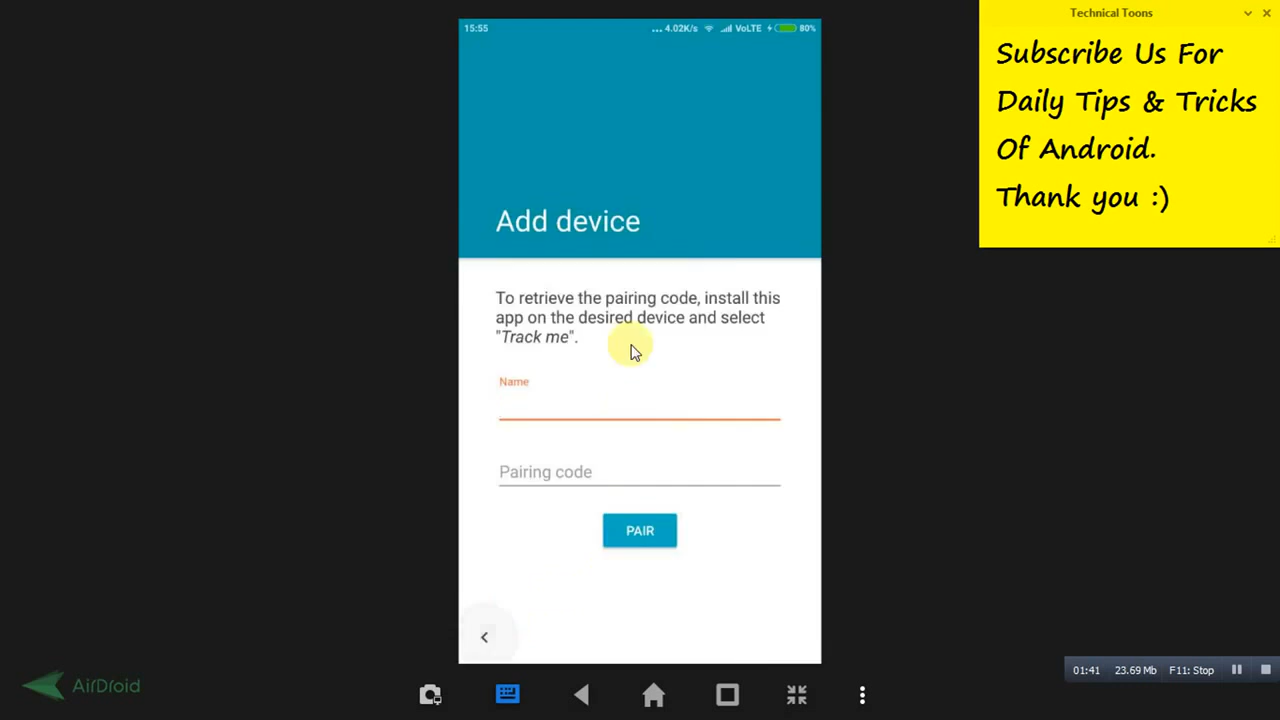 15:55
... 4.02K/s VoLTE 80%
Technical Toons
Subscribe Us For
Daily Tips & Tricks
Of Android.
Thank you :)
Add device
To retrieve the pairing code, install this
app on the desired device and select
"Track me".
Name
Pairing code
PAIR
AirDroid
01:41 23.69 Mb F11: Stop